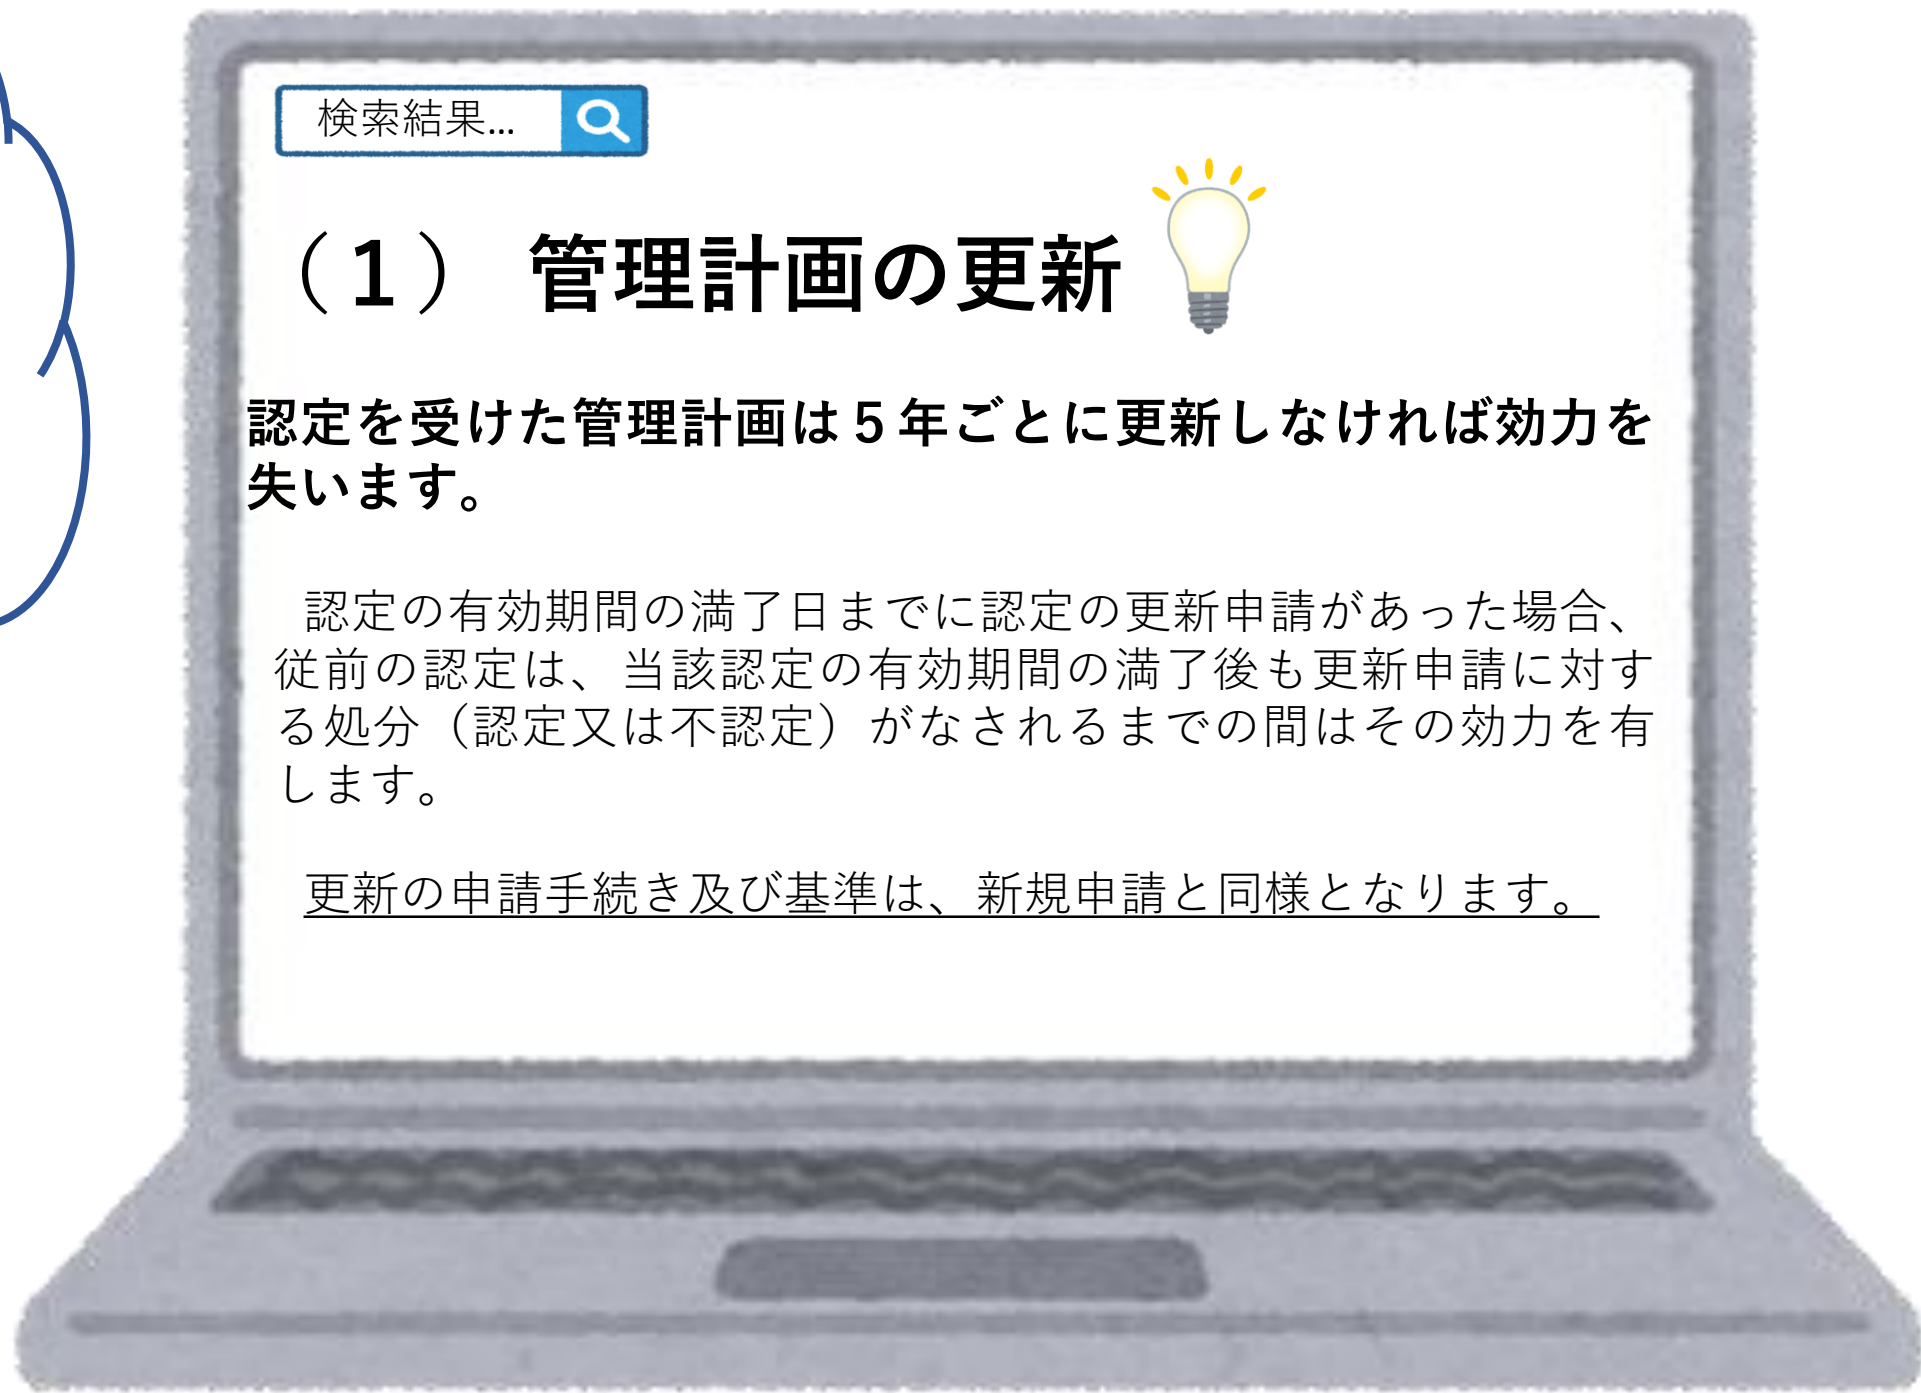 検索結果...
（１） 管理計画の更新
認定を受けた管理計画は５年ごとに更新しなければ効力を
失います。
認定の有効期間の満了日までに認定の更新申請があった場合、
従前の認定は、当該認定の有効期間の満了後も更新申請に対す
る処分（認定又は不認定）がなされるまでの間はその効力を有
します。
更新の申請手続き及び基準は、新規申請と同様となります。